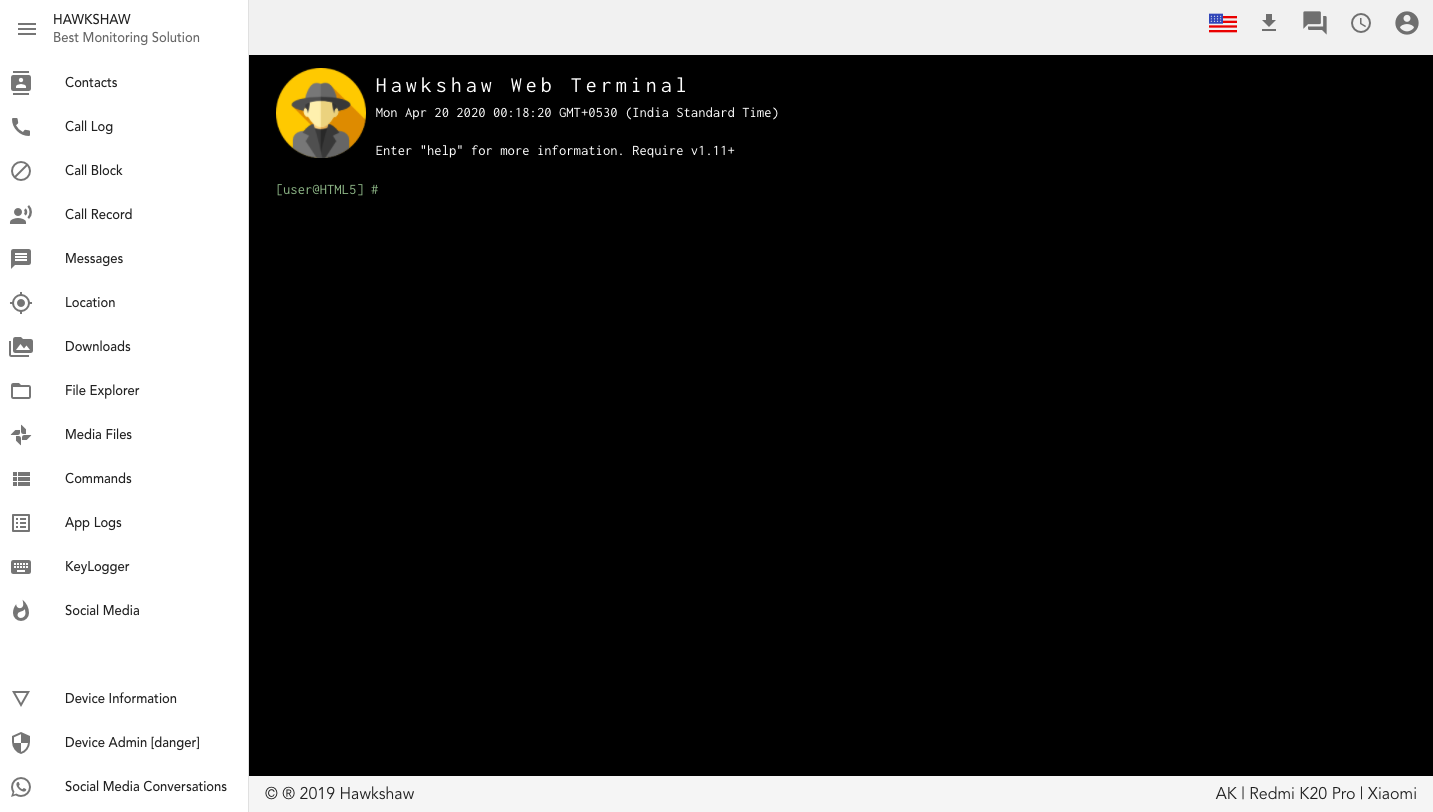 HAWKSHAW
Best Monitoring Solution
Contacts
Call Log
Call Block
Call Record
Messages
Location
Downloads
File Explorer
Media Files
Commands
App Logs
KeyLogger
Social Media
Device Information
Device Admin [danger]
Social Media Conversations
Hawkshaw Web Terminal
Mon Apr 20 2020 00:18:20 GMT+0530 (India Standard Time)
Enter "help" for more information. Require v1.11+
[user@HTML5] #
© ® 2019 Hawkshaw
AK | Redmi K20 Pro | Xiaomi